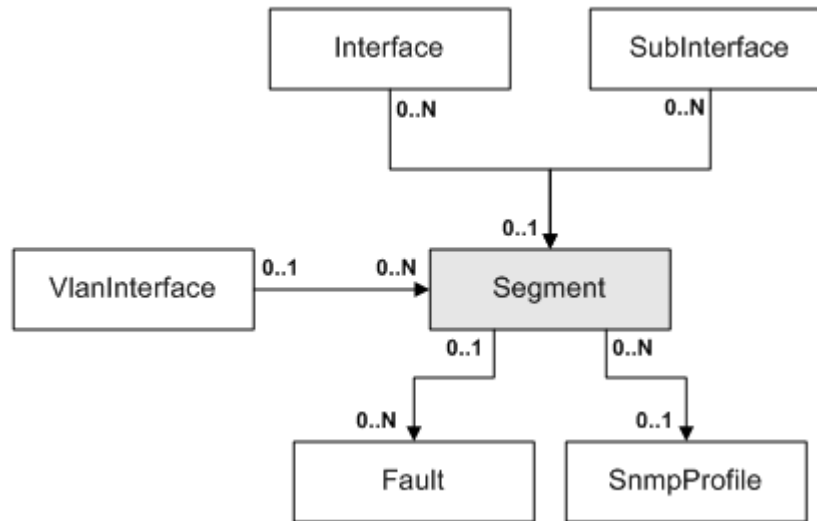 Interface
SubInterface
0..N
0..N
0..1
VlanInterface
0..1
0..N
Segment
0..1
0..N
0..N
0..1
Fault
SnmpProfile